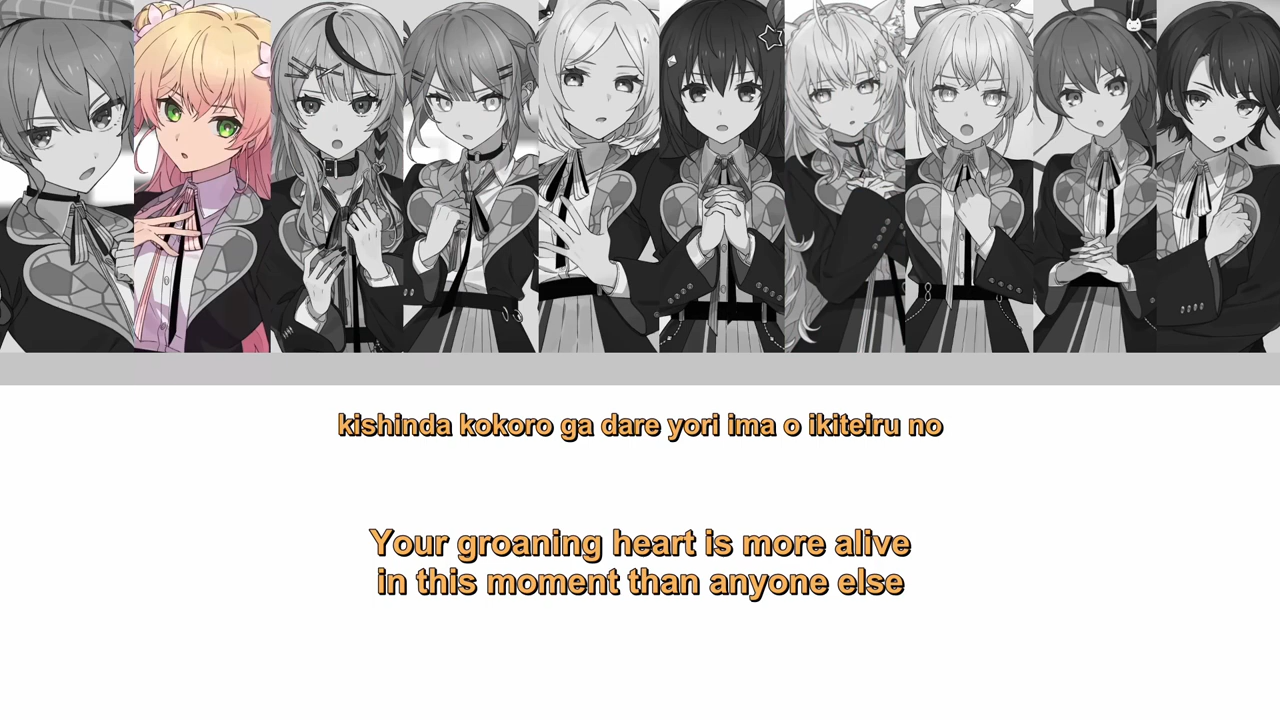 kishinda kokoro ga dare yori ima o ikiteiru no
Your groaning heart is more alive
in this moment than anyone else